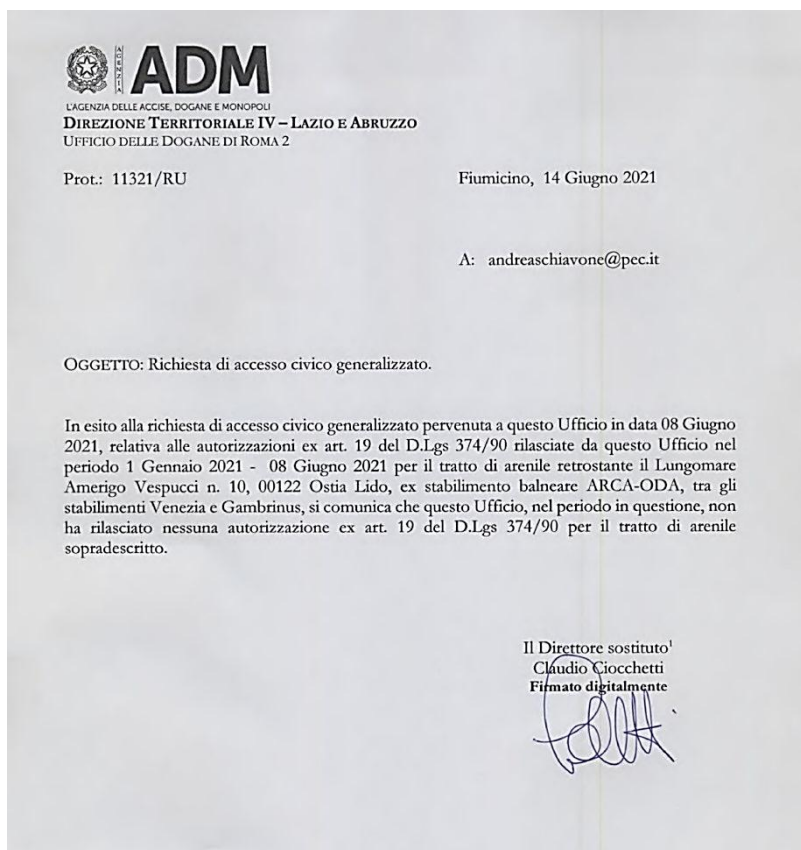 AGENZIA
ADM
L'AGENZIA DELLE ACCISE, DOGANE E MONOPOLI
DIREZIONE TERRITORIALE IV – LAZIO E ABRUZZO
UFFICIO DELLE DOGANE DI ROMA 2
Prot.: 11321/RU
Fiumicino, 14 Giugno 2021
A: andreaschiavone@pec.it
OGGETTO: Richiesta di accesso civico generalizzato.
In esito alla richiesta di accesso civico generalizzato pervenuta a questo Ufficio in data 08 Giugno
2021, relativa alle autorizzazioni ex art. 19 del D.Lgs 374/90 rilasciate da questo Ufficio nel
periodo 1 Gennaio 2021 - 08 Giugno 2021 per il tratto di arenile retrostante il Lungomare
Amerigo Vespucci n. 10, 00122 Ostia Lido, ex stabilimento balneare ARCA-ODA, tra gli
stabilimenti Venezia e Gambrinus, si comunica che questo Ufficio, nel periodo in questione, non
ha rilasciato nessuna autorizzazione ex art. 19 del D.Lgs 374/90 per il tratto di arenile
sopradescritto.
Il Direttore sostituto¹
Claudio Ciocchetti
Firmato digitalmente